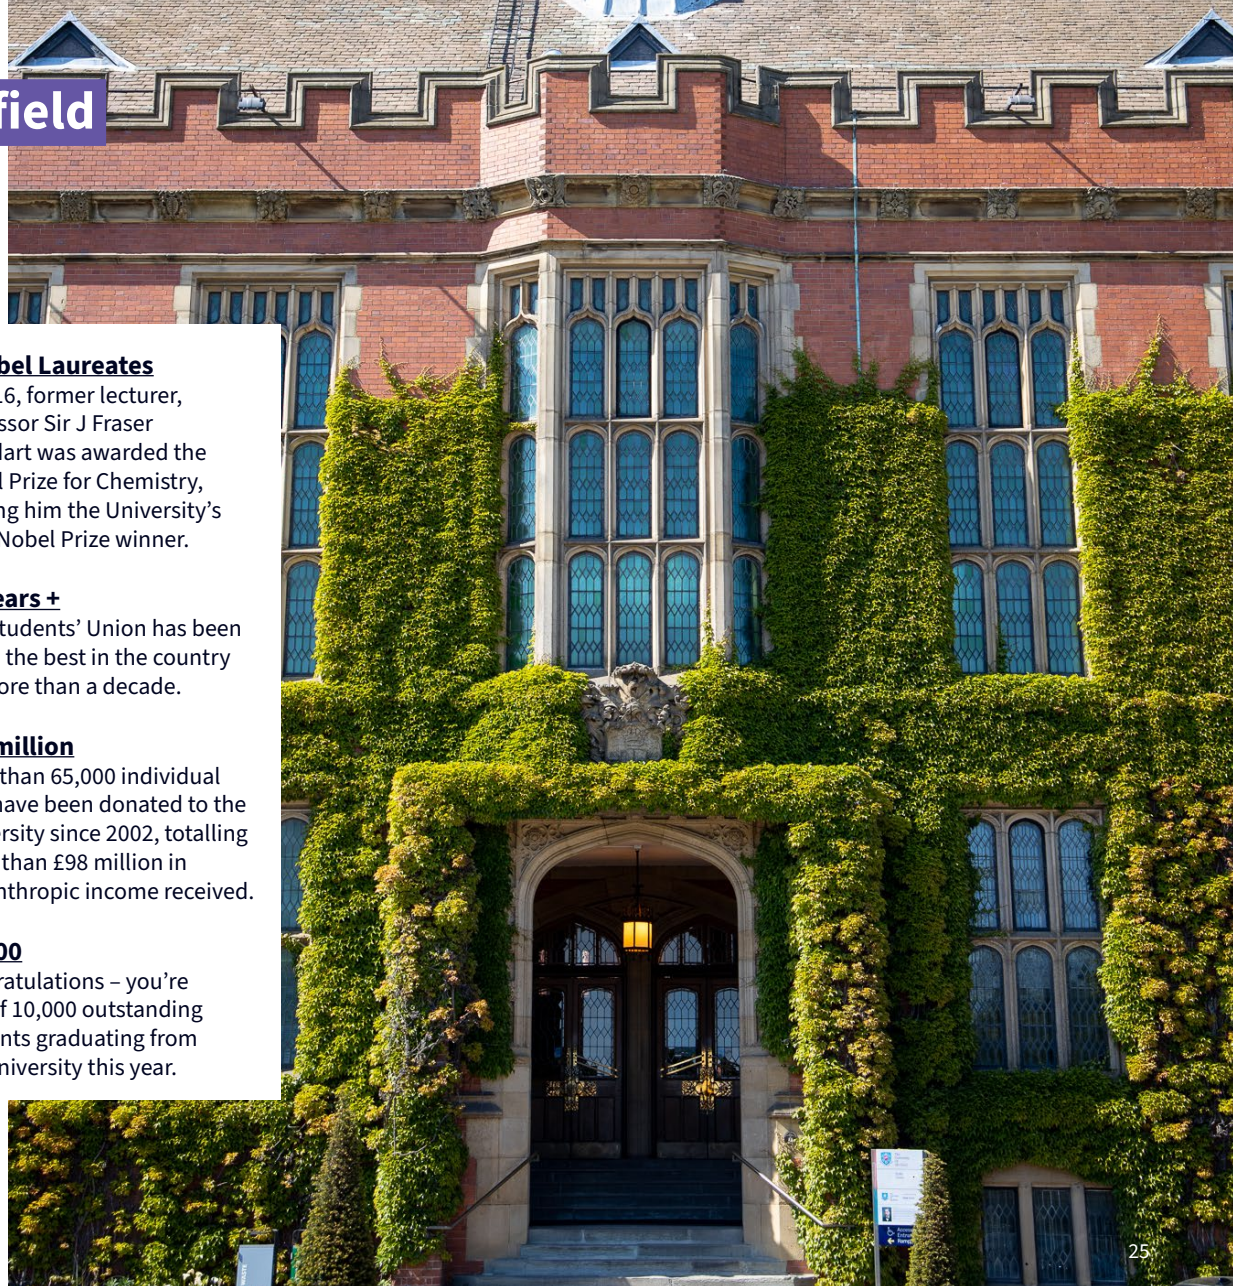 field
bel Laureates
16, former lecturer,
ssor Sir J Fraser
dart was awarded the
l Prize for Chemistry,
ng him the University’s
Nobel Prize winner.
ears +
tudents’ Union has been
the best in the country
ore than a decade.
million
than 65,000 individual
have been donated to the
ersity since 2002, totalling
than £98 million in
nthropic income received.
00
ratulations – you’re
f 10,000 outstanding
nts graduating from
niversity this year.
WASTE
25